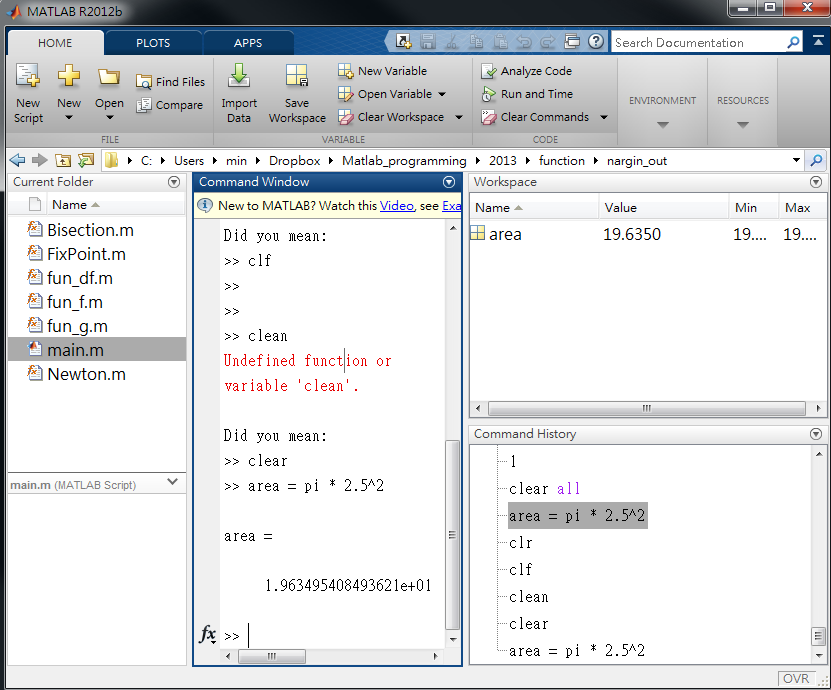 MATLAB R2012b
HOME PLOTS APPS
Search Documentation
New Script
New
Open
Find Files
Compare
Import Data
Save Workspace
New Variable
Open Variable
Clear Workspace
Analyze Code
Run and Time
Clear Commands
ENVIRONMENT
RESOURCES
FILE VARIABLE CODE
C: Users min Dropbox Matlab_programming 2013 function nargin_out
Current Folder
Name
Bisection.m
FixPoint.m
fun_df.m
fun_f.m
fun_g.m
main.m
Newton.m
main.m (MATLAB Script)
Command Window
New to MATLAB? Watch this Video, see Exa
Did you mean:
>> clf
>>
>>
>> clean
Undefined function or
variable 'clean'.
Did you mean:
>> clear
>> area = pi * 2.5^2
area =
1.963495408493621e+01
fx >>
Workspace
Name Value Min Max
area 19.6350 19.... 19....
Command History
1
clear all
area = pi * 2.5^2
clr
clf
clean
clear
area = pi * 2.5^2
OVR